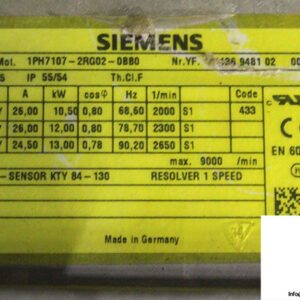 SIEMENS
Mot. 1PH7107-2RG02-0BB0 Nr.YF. 9481 02
5 IP 55/54 Th.Cl.F
A kW cosφ Hz 1/min Code
Y 26,00 10,50 0,80 68,60 2000 S1 433
Y 26,00 12,00 0,80 78,70 2300 S1
Y 24,50 13,00 0,78 90,20 2650 S1
EN 60
max. 9000 /min
-SENSOR KTY 84-130 RESOLVER 1 SPEED
Made in Germany